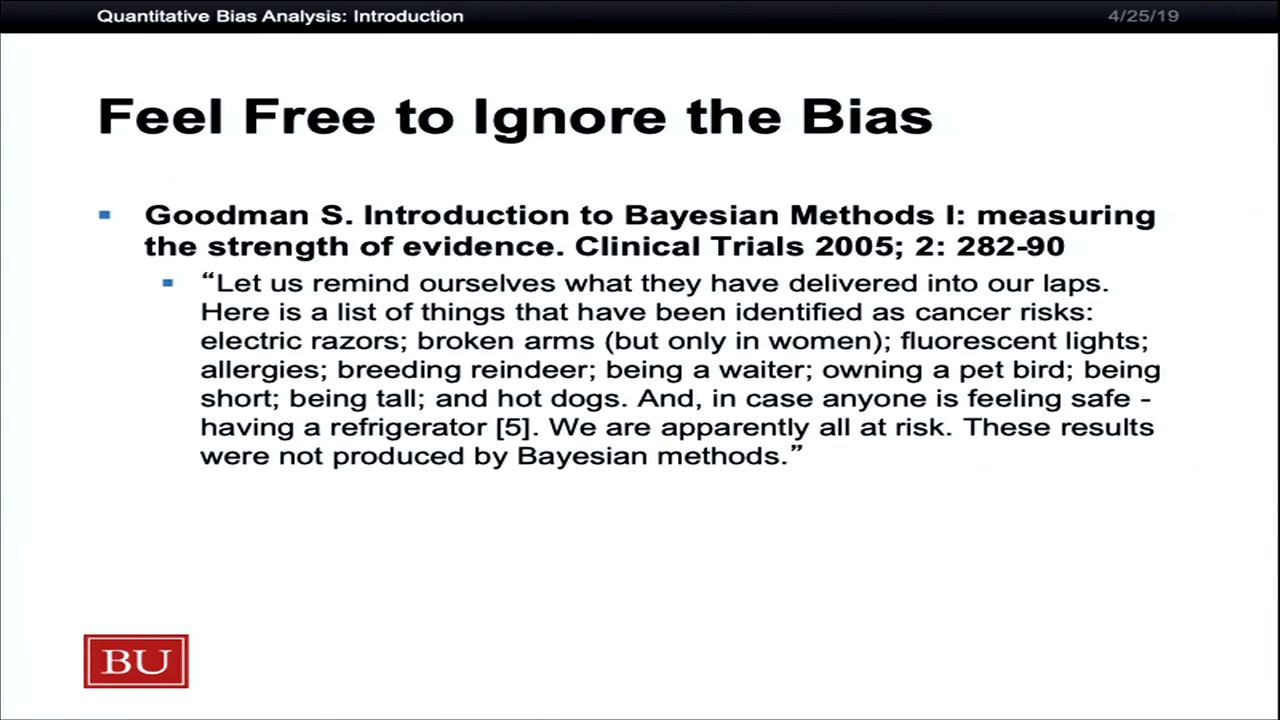 Quantitative Bias Analysis: Introduction
4/25/19
Feel Free to Ignore the Bias
Goodman S. Introduction to Bayesian Methods I: measuring
the strength of evidence. Clinical Trials 2005; 2: 282-90
“Let us remind ourselves what they have delivered into our laps.
Here is a list of things that have been identified as cancer risks:
electric razors; broken arms (but only in women); fluorescent lights;
allergies; breeding reindeer; being a waiter; owning a pet bird; being
short; being tall; and hot dogs. And, in case anyone is feeling safe -
having a refrigerator [5]. We are apparently all at risk. These results
were not produced by Bayesian methods.”
BU